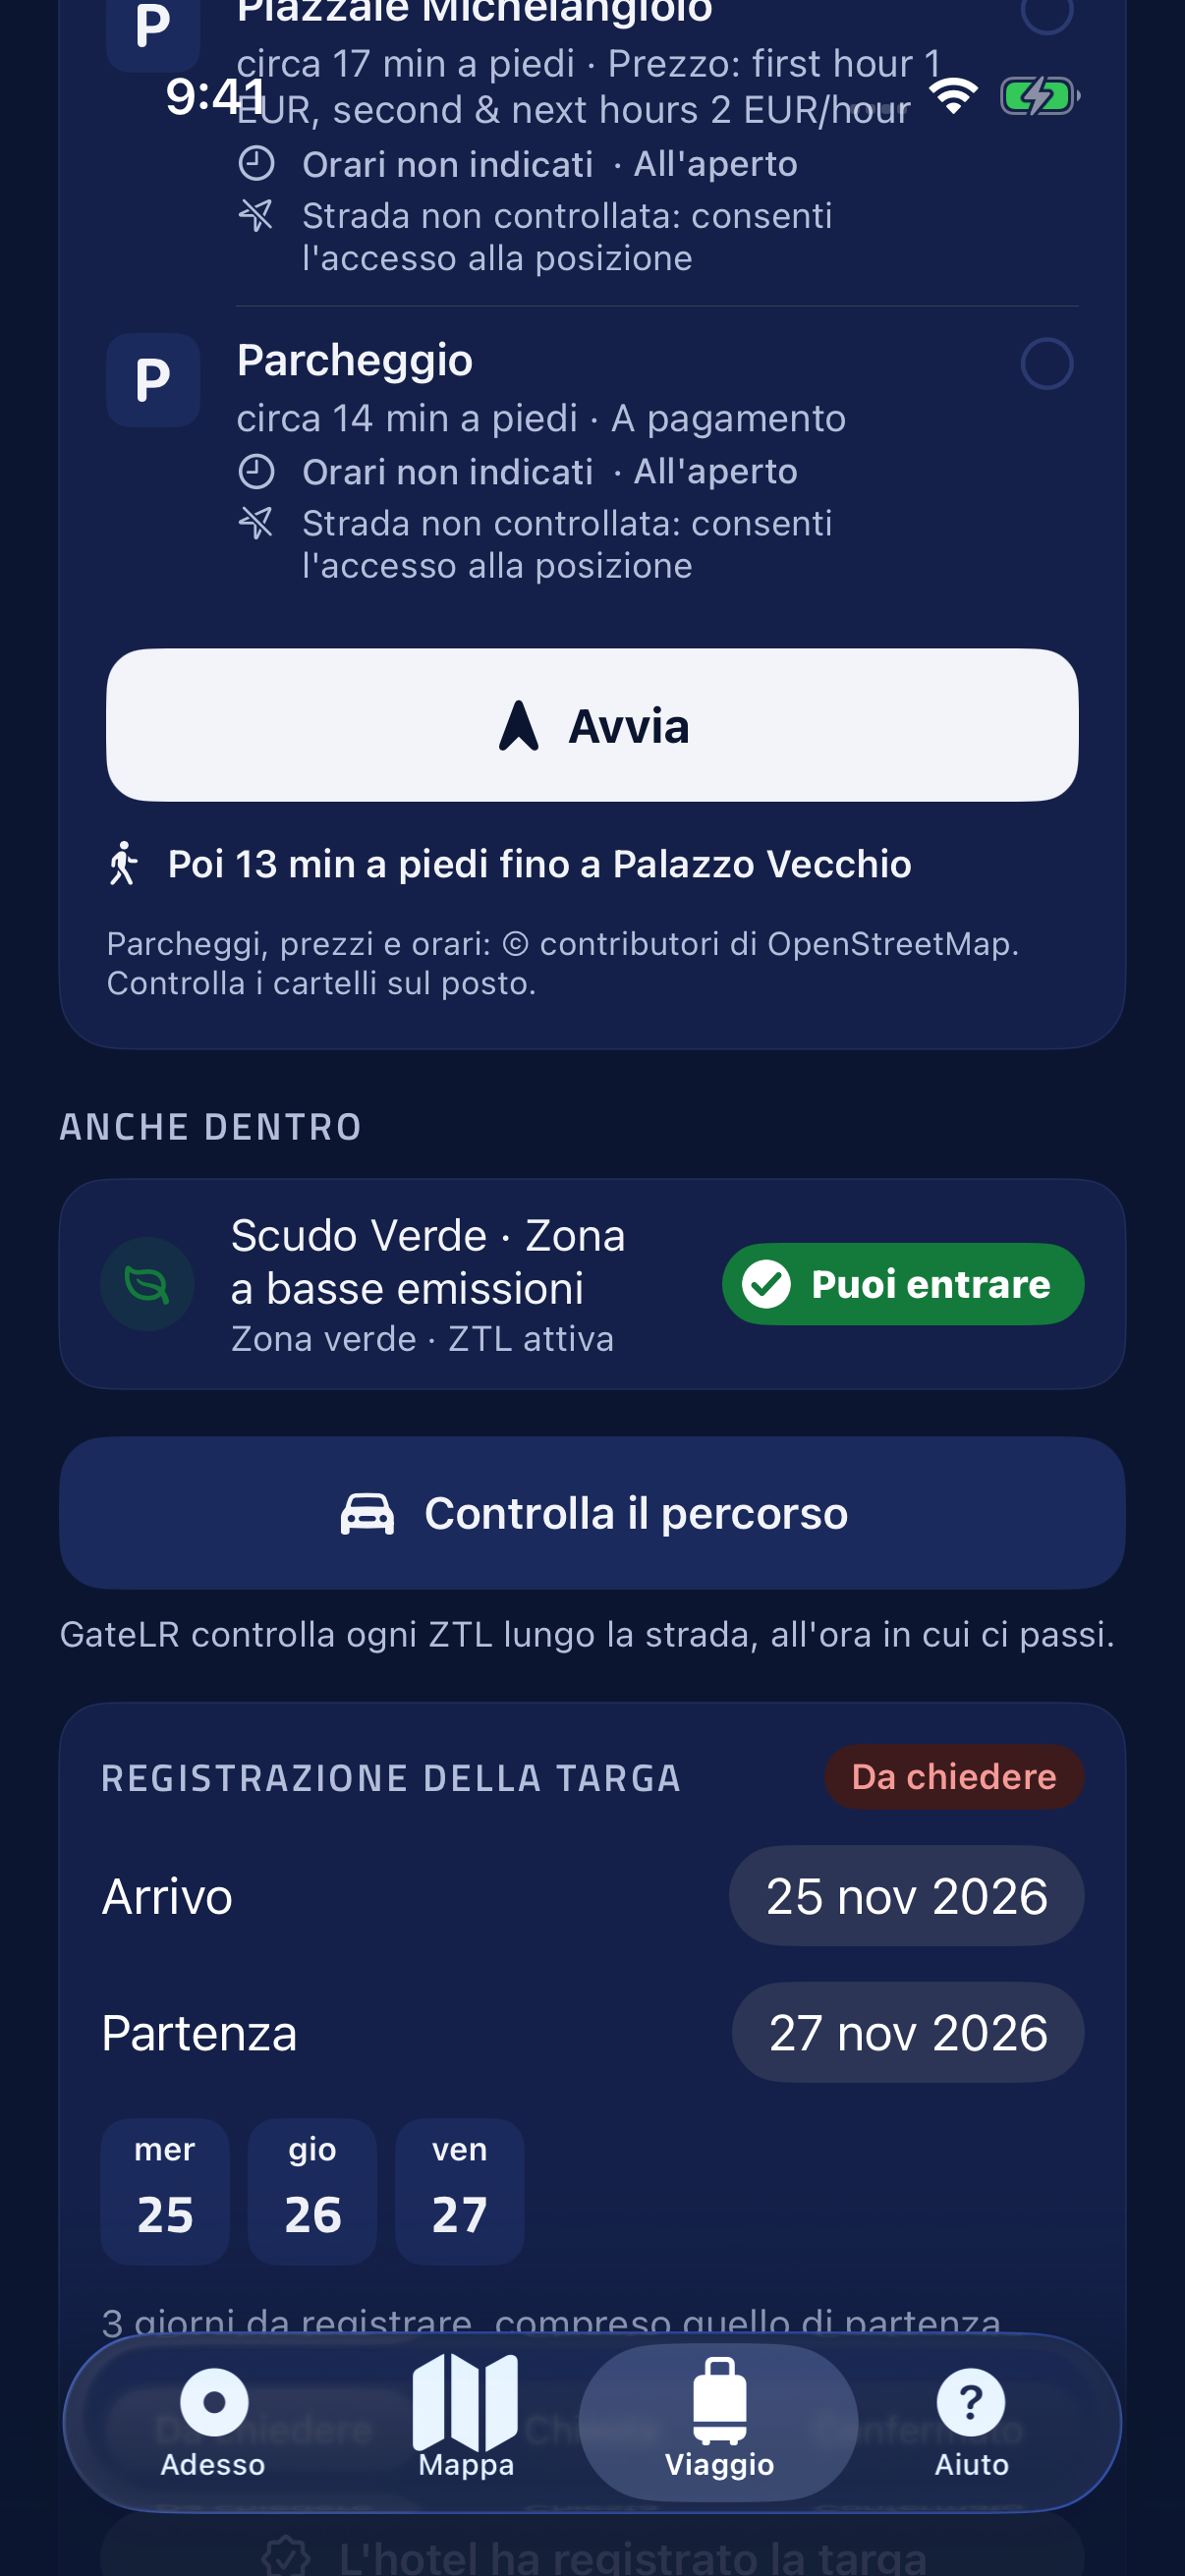 Piazzale Michelangiolo
P
circa 17 min a piedi · Prezzo: first hour 1
9:41
EUR, second & next hours 2 EUR/hour
Orari non indicati · All'aperto
Strada non controllata: consenti
l'accesso alla posizione
P
Parcheggio
circa 14 min a piedi · A pagamento
Orari non indicati · All'aperto
Strada non controllata: consenti
l'accesso alla posizione
Avvia
Poi 13 min a piedi fino a Palazzo Vecchio
Parcheggi, prezzi e orari: © contributori di OpenStreetMap.
Controlla i cartelli sul posto.
ANCHE DENTRO
Scudo Verde · Zona
a basse emissioni
Zona verde · ZTL attiva
Puoi entrare
Controlla il percorso
GateLR controlla ogni ZTL lungo la strada, all'ora in cui ci passi.
REGISTRAZIONE DELLA TARGA
Da chiedere
Arrivo
25 nov 2026
Partenza
27 nov 2026
mer
gio
ven
25
26
27
3 giorni da registrare, compreso quello di partenza
Da chiedere
Confermato
Adesso
Mappa
Viaggio
Aiuto
L'hotel ha registrato la targa